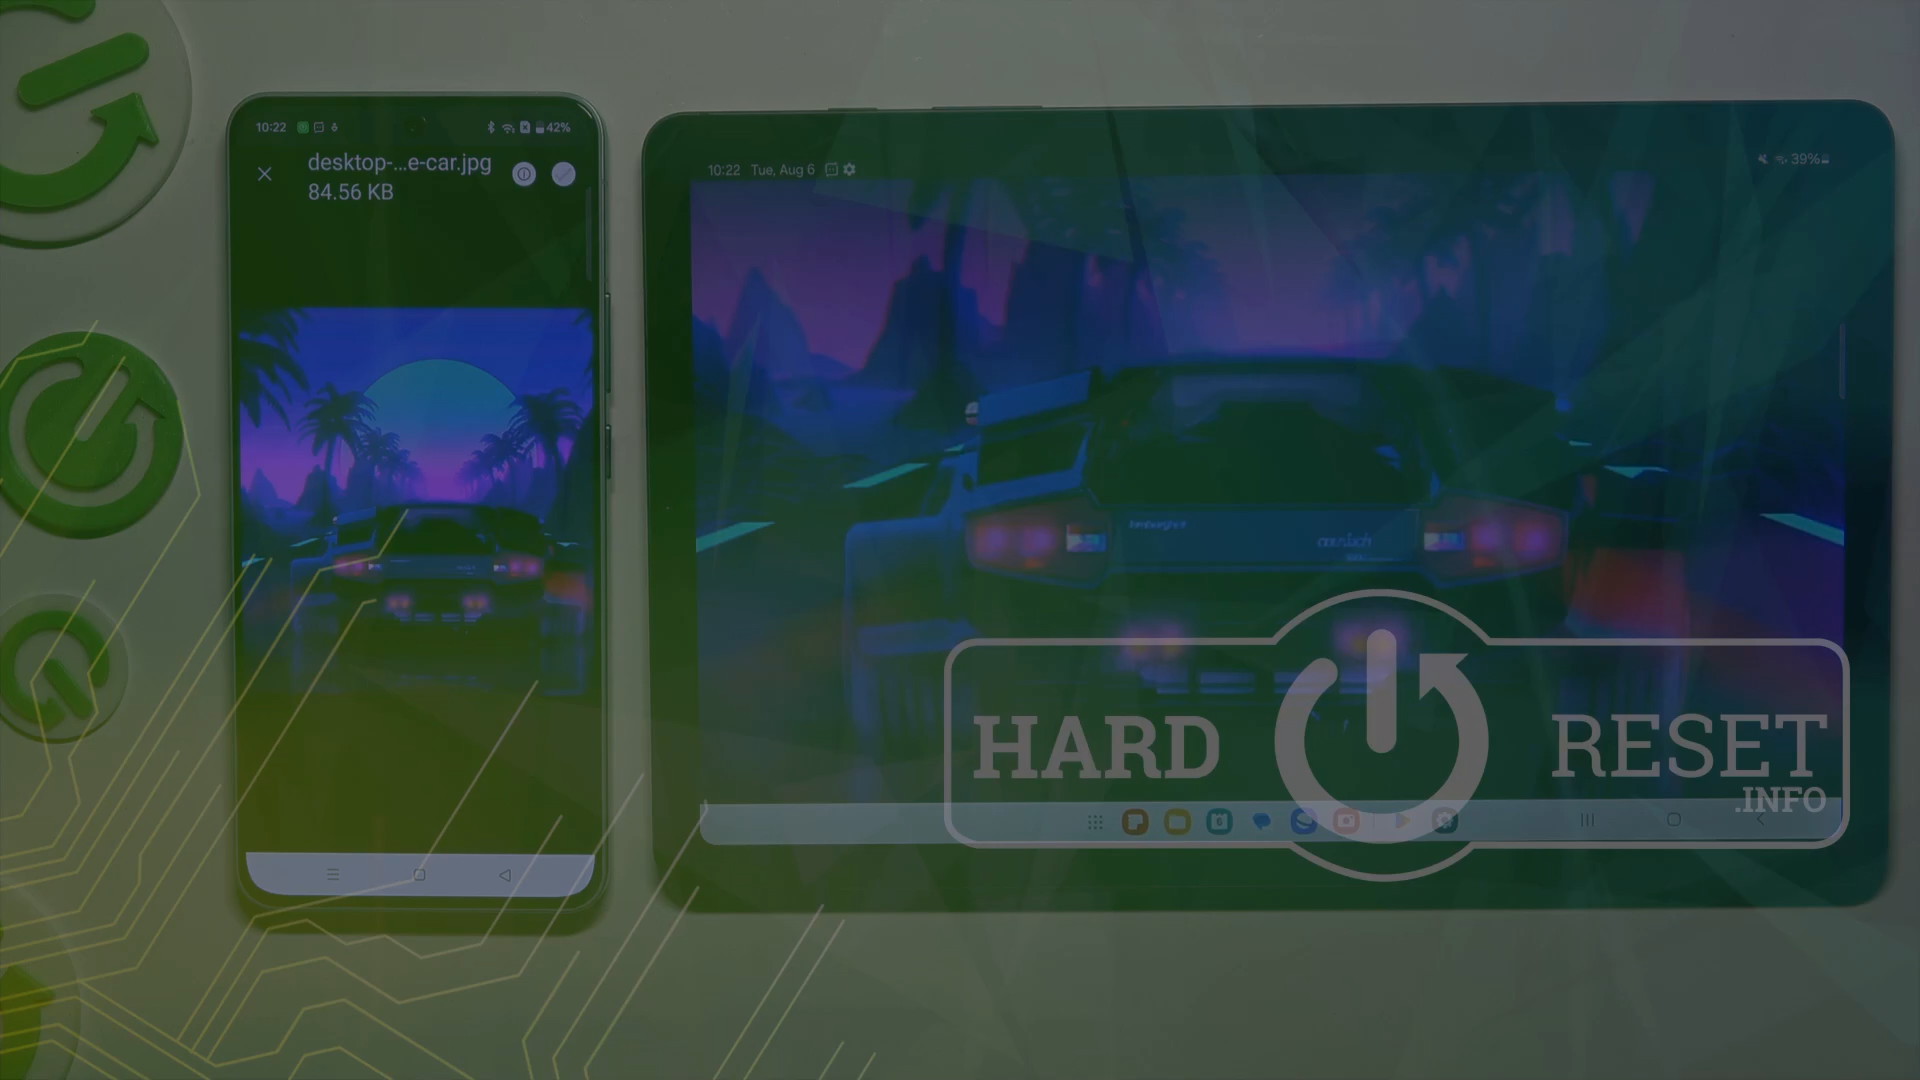 10:22
42%
desktop-...e-car.jpg
84.56 KB
10:22 Tue, Aug 6
39%
HARD RESET
.INFO